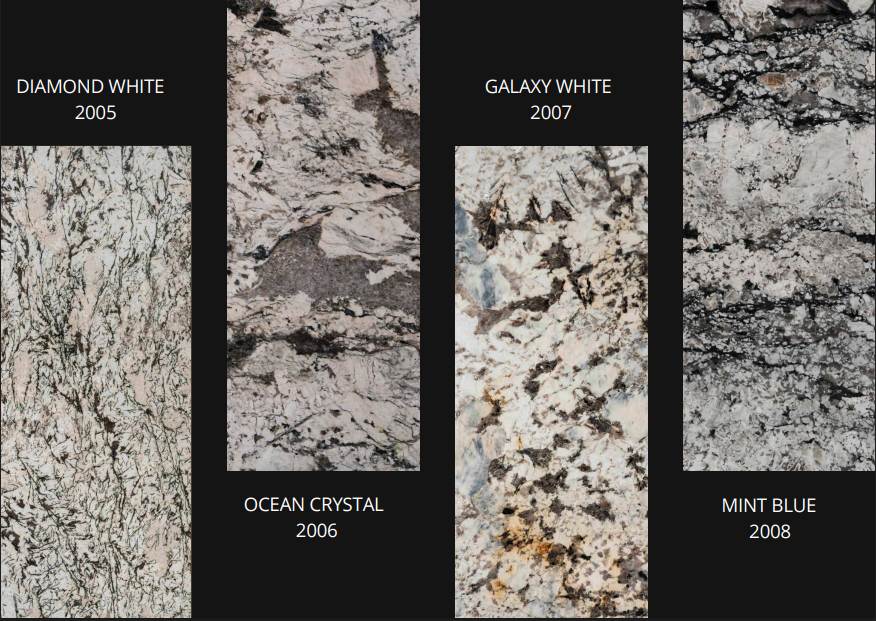 DIAMOND WHITE
2005
OCEAN CRYSTAL
2006
GALAXY WHITE
2007
MINT BLUE
2008